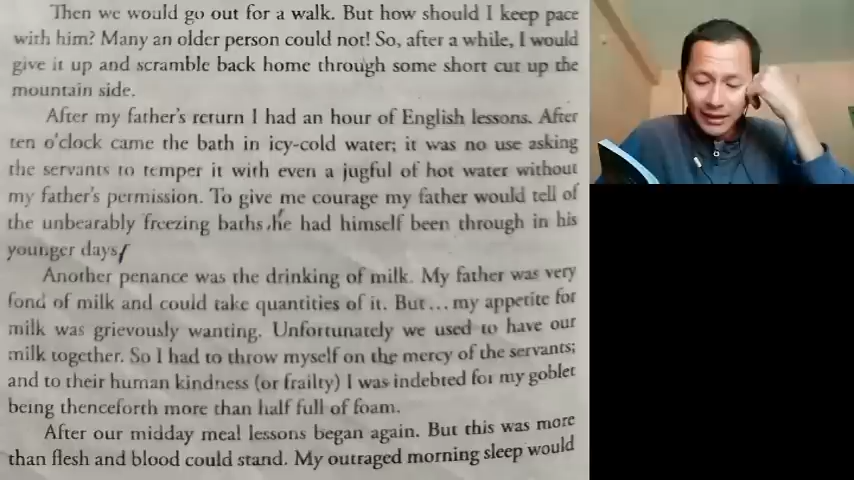 Then we would go out for a walk. But how should I keep pace
with him? Many an older person could not! So, after a while, I would
give it up and scramble back home through some short cut up the
mountain side.
After my father's return I had an hour of English lessons. After
ten o'clock came the bath in icy-cold water; it was no use asking
the servants to temper it with even a jugful of hot water without
my father's permission. To give me courage my father would tell of
the unbearably freezing baths he had himself been through in his
younger days
Another penance was the drinking of milk. My father was very
fond of milk and could take quantities of it. But...my appetite for
milk was grievously wanting. Unfortunately we used to have our
milk together. So I had to throw myself on the mercy of the servants;
and to their human kindness (or frailty) I was indebted for my goblet
being thenceforth more than half full of foam.
After our midday meal lessons began again. But this was more
than flesh and blood could stand. My outraged morning sleep would